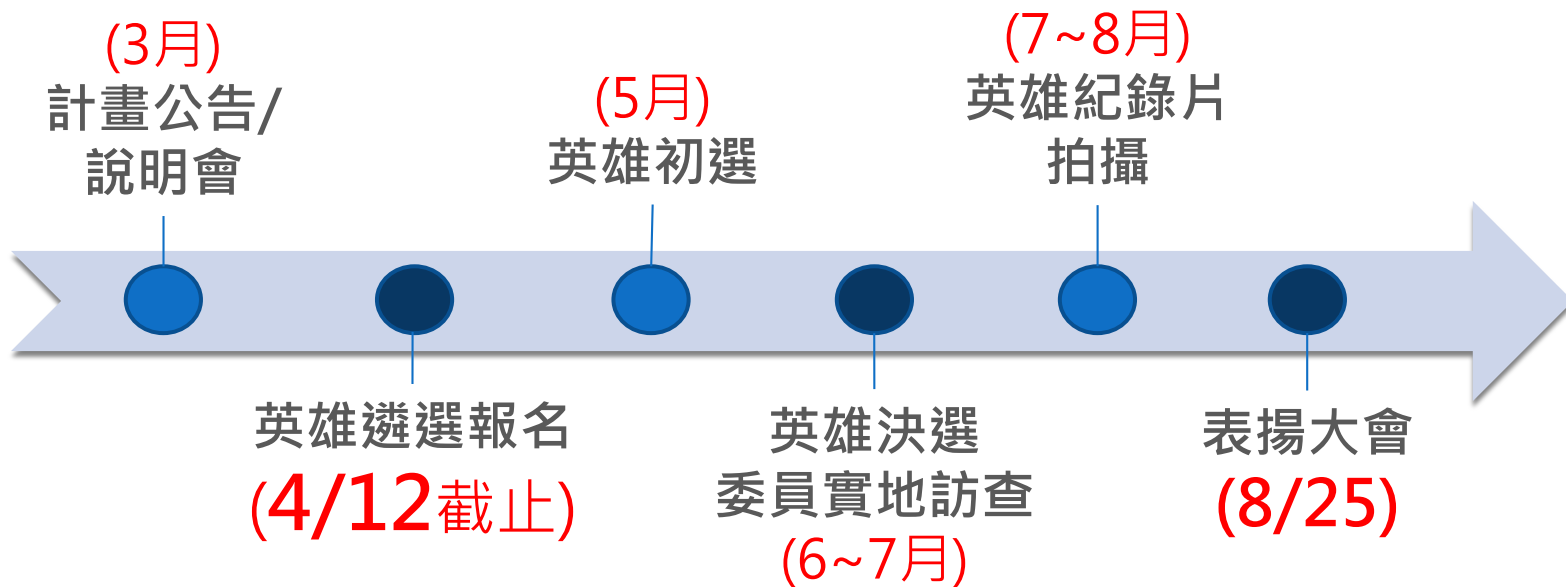 (3月)
計畫公告/
說明會
英雄遴選報名
(4/12截止)
(5月)
英雄初選
英雄決選
委員實地訪查
(6~7月)
(7~8月)
英雄紀錄片
拍攝
表揚大會
(8/25)